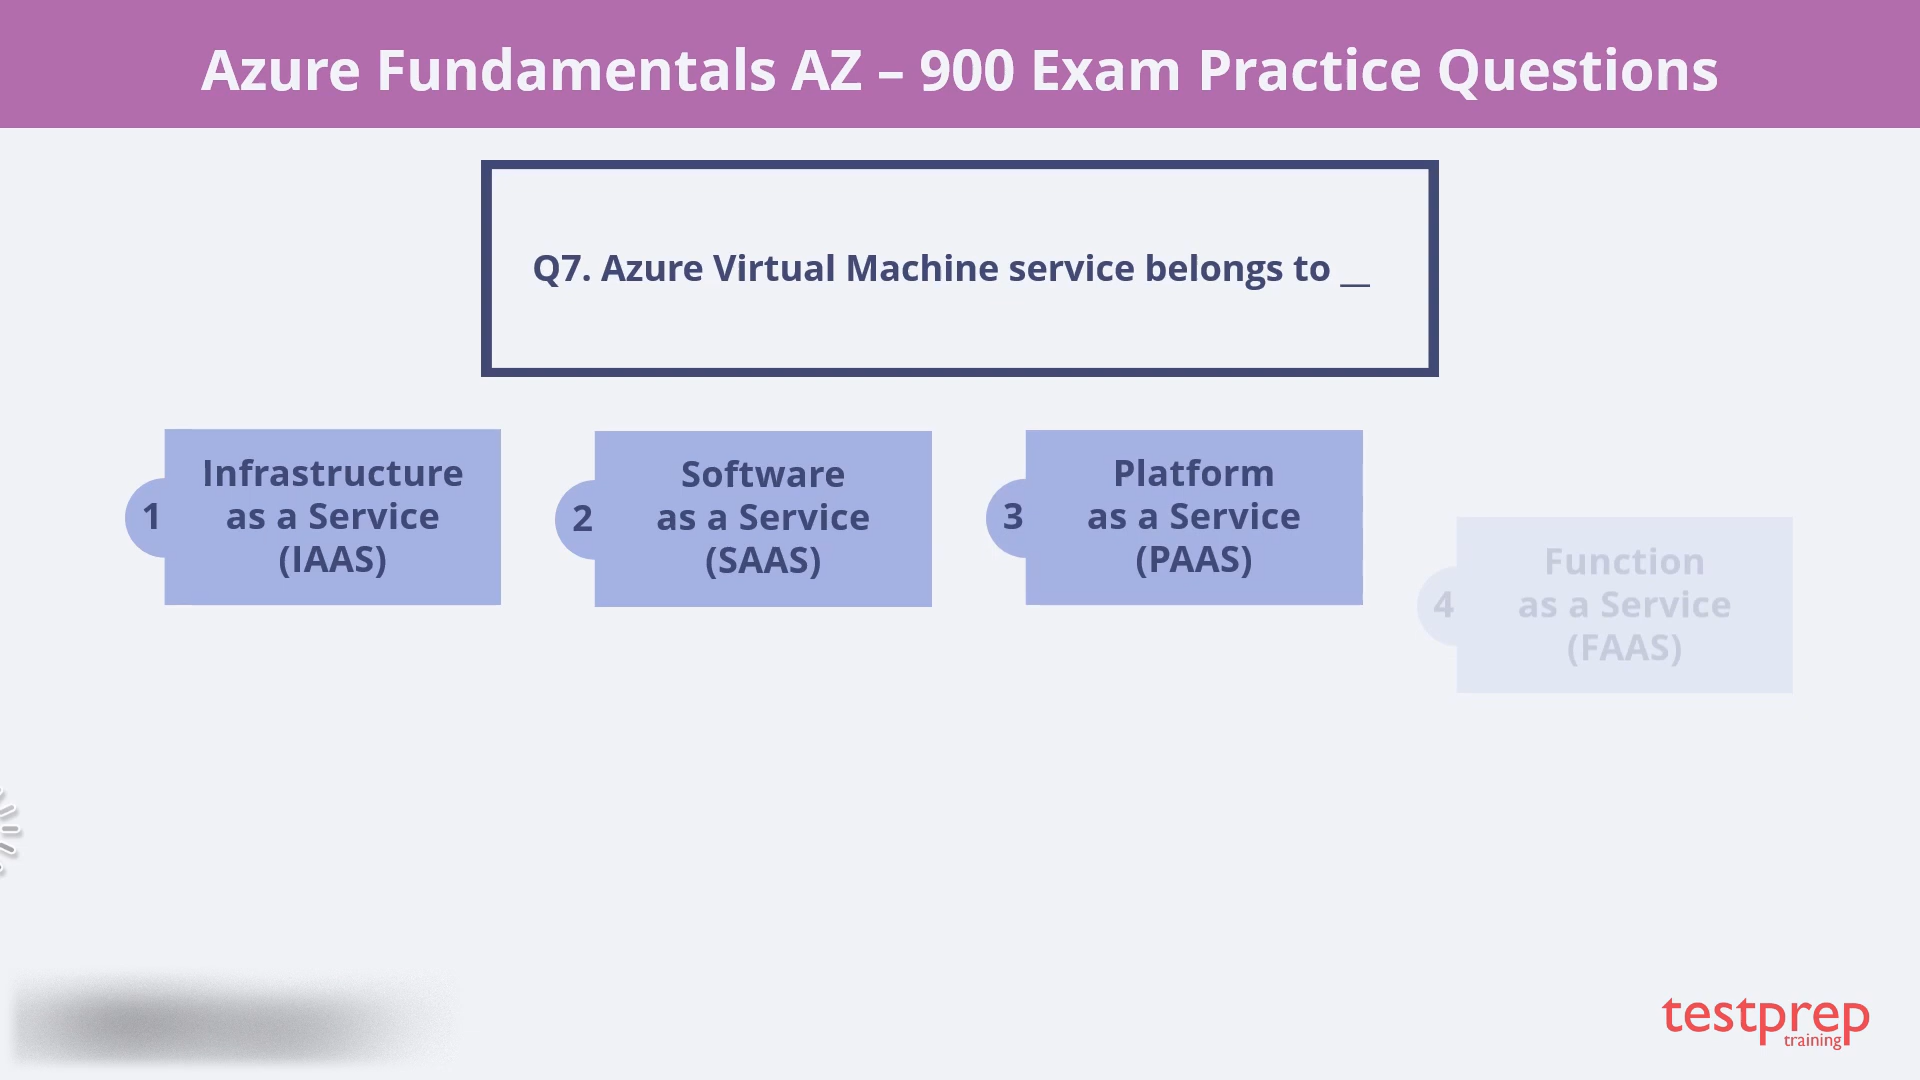 Azure Fundamentals AZ – 900 Exam Practice Questions
Q7. Azure Virtual Machine service belongs to __
1
Infrastructure
as a Service
(IAAS)
2
Software
as a Service
(SAAS)
3
Platform
as a Service
(PAAS)
4
Function
as a Service
(FAAS)
testprep
training